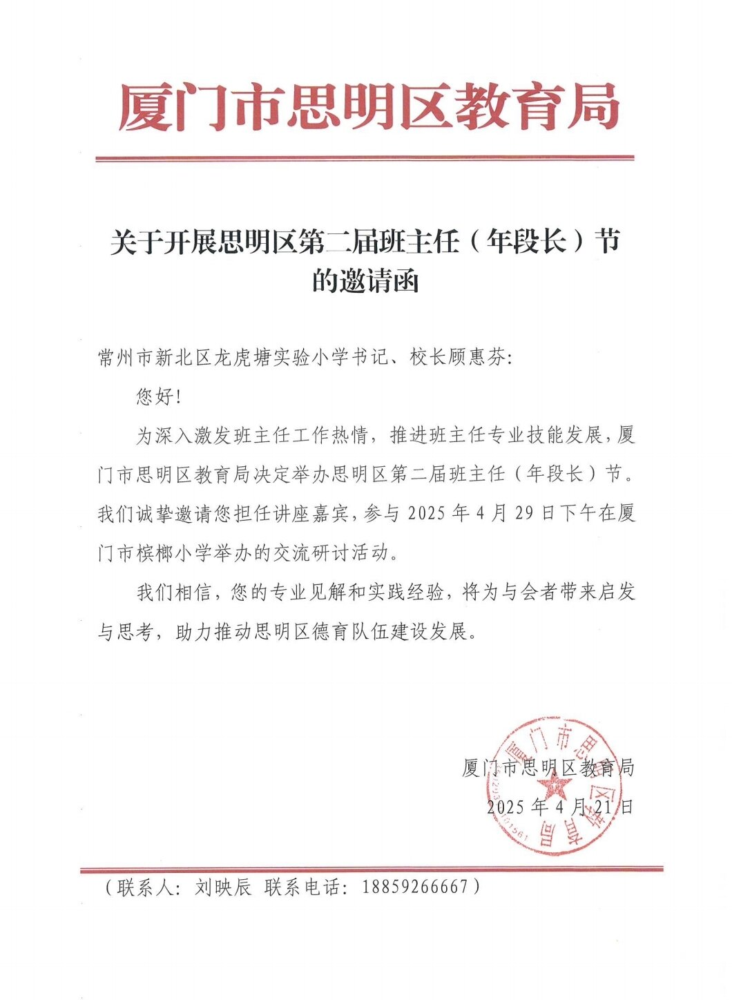 厦门市思明区教育局
关于开展思明区第二届班主任（年段长）节
的邀请函
常州市新北区龙虎塘实验小学书记、校长顾惠芬：
您好！
为深入激发班主任工作热情，推进班主任专业技能发展，厦
门市思明区教育局决定举办思明区第二届班主任（年段长）节。
我们诚挚邀请您担任讲座嘉宾，参与 2025 年 4 月 29 日下午在厦
门市槟榔小学举办的交流研讨活动。
我们相信，您的专业见解和实践经验，将为与会者带来启发
与思考，助力推动思明区德育队伍建设发展。
厦门市思明区教育局
厦门市思明区教育局
2025 年 4 月 21 日
（联系人：刘映辰 联系电话：18859266667）